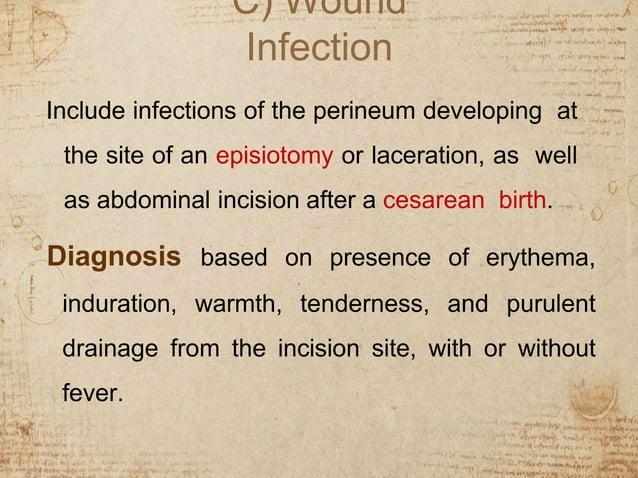 C) Wound
Infection
Include infections of the perineum developing at
the site of an episiotomy or laceration, as well
as abdominal incision after a cesarean birth.
Diagnosis based on presence of erythema,
induration, warmth, tenderness, and purulent
drainage from the incision site, with or without
fever.